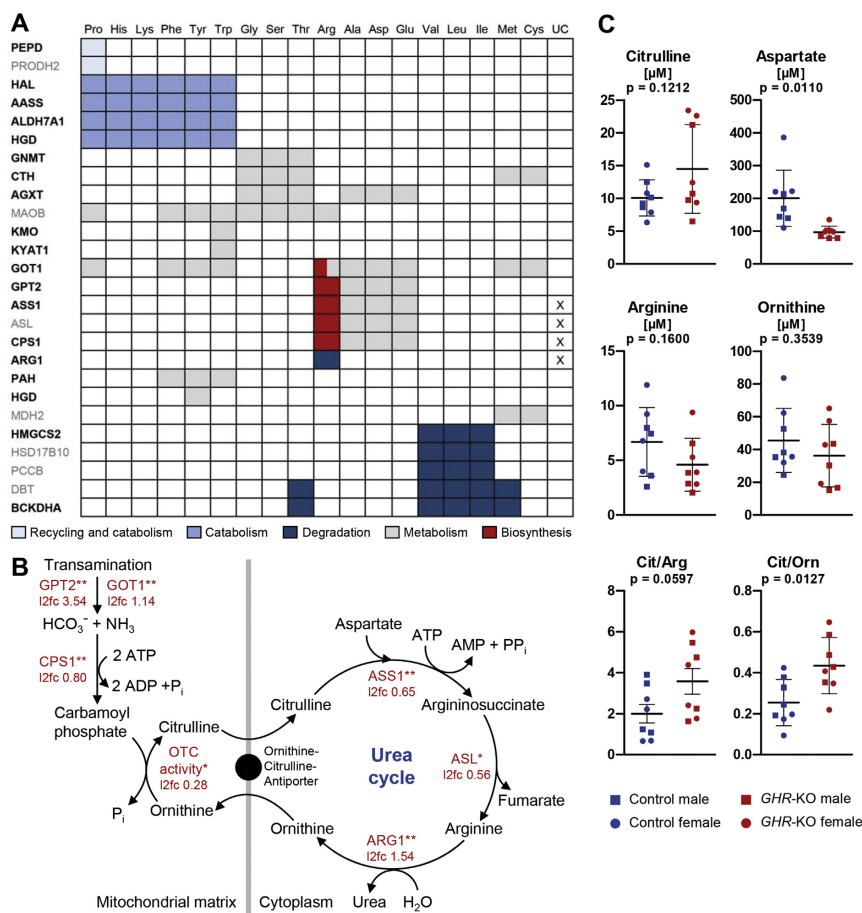 A
Pro His Lys Phe Tyr Trp Gly Ser Thr Arg Ala Asp Glu Val Leu Ile Met Cys UC
PEPD
PRODH2
HAL
AASS
ALDH7A1
HGD
GNMT
CTH
AGXT
MAOB
KMO
KYAT1
GOT1
GPT2
ASS1 X
ASL X
CPS1 X
ARG1 X
PAH
HGD
MDH2
HMGCS2
HSD17B10
PCCB
DBT
BCKDHA
Recycling and catabolism Catabolism Degradation Metabolism Biosynthesis
B
Transamination
GPT2** GOT1**
l2fc 3.54 l2fc 1.14
HCO₃⁻ + NH₃
CPS1**
l2fc 0.80
2 ATP
2 ADP +Pᵢ
Carbamoyl
phosphate
Citrulline
OTC
activity*
l2fc 0.28
Pᵢ
Ornithine
Mitochondrial matrix
Ornithine-
Citrulline-
Antiporter
Citrulline
Aspartate
ATP
AMP + PPᵢ
ASS1**
l2fc 0.65
Argininosuccinate
Urea
cycle
ASL*
l2fc 0.56
Fumarate
Arginine
ARG1**
l2fc 1.54
Ornithine
Cytoplasm
Urea
H₂O
C
Citrulline
[µM]
p = 0.1212
25
20
15
10
5
0
Aspartate
[µM]
p = 0.0110
500
400
300
200
100
0
Arginine
[µM]
p = 0.1600
15
10
5
0
Ornithine
[µM]
p = 0.3539
100
80
60
40
20
0
Cit/Arg
p = 0.0597
8
6
4
2
0
Cit/Orn
p = 0.0127
0.8
0.6
0.4
0.2
0.0
Control male
Control female
GHR-KO male
GHR-KO female